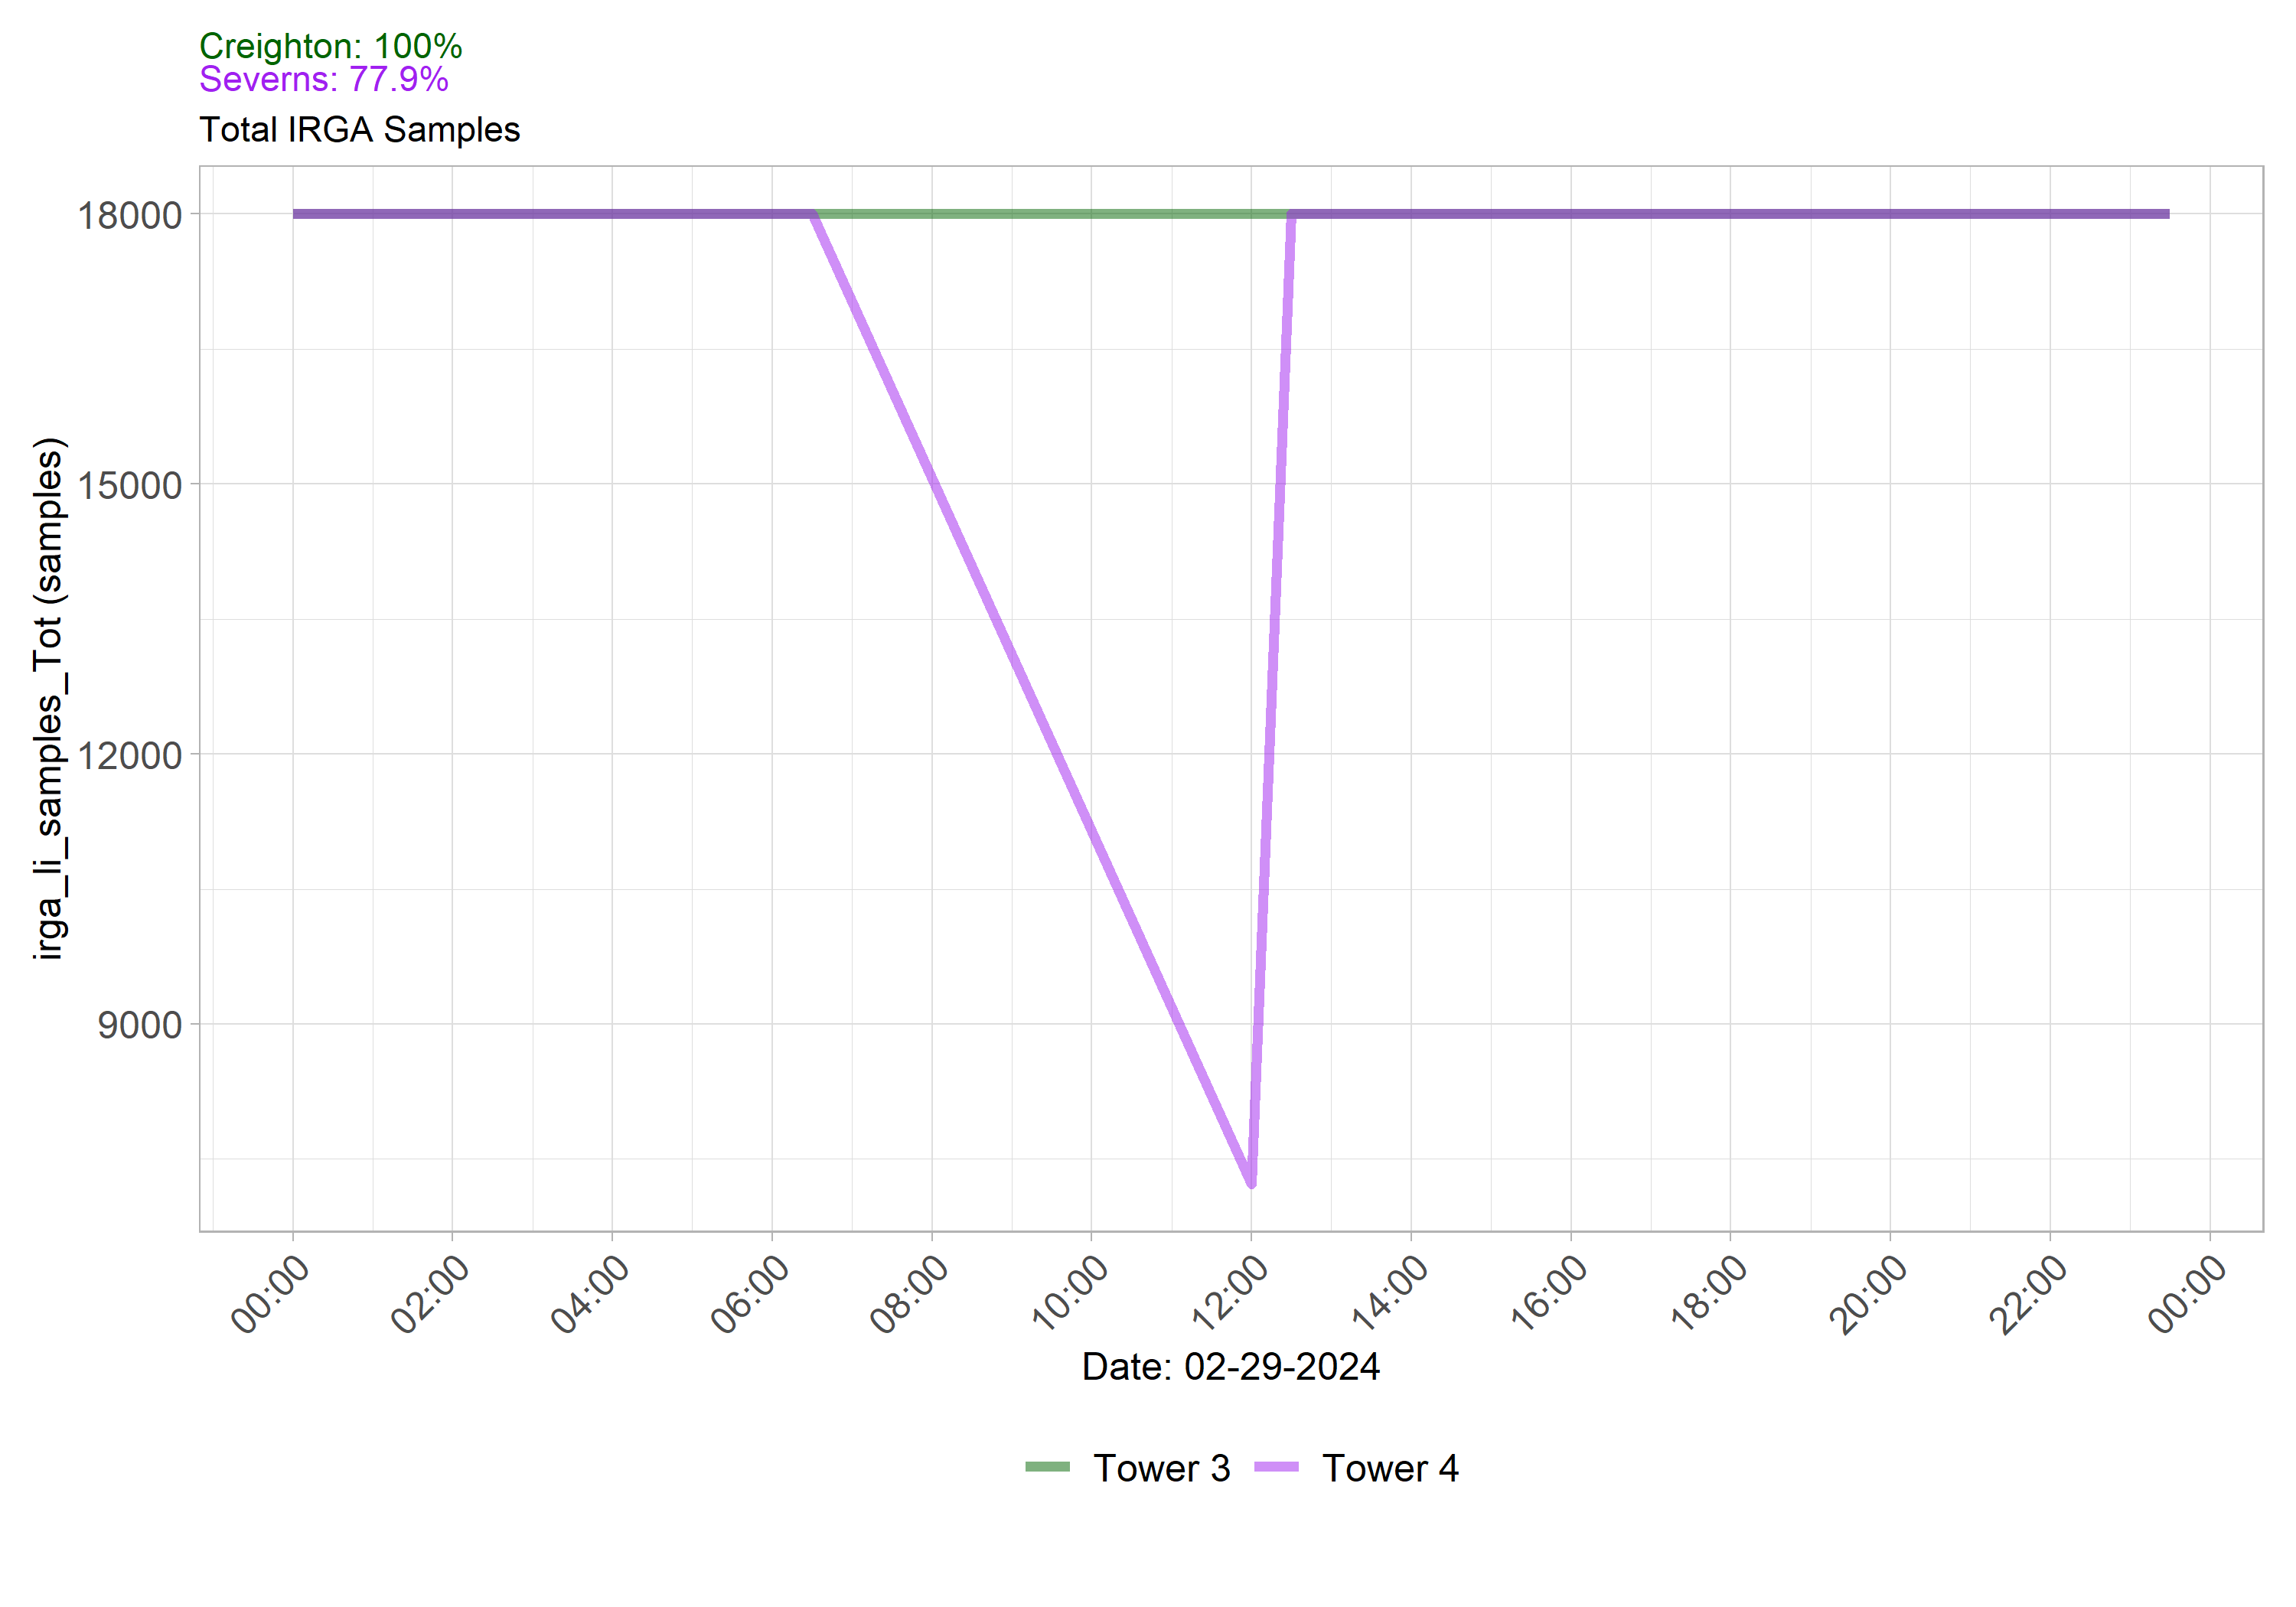 Creighton: 100%
Severns: 77.9%
Total IRGA Samples
irga_li_samples_Tot (samples)
18000
15000
12000
9000
00:00
02:00
04:00
06:00
08:00
10:00
12:00
14:00
16:00
18:00
20:00
22:00
00:00
Date: 02-29-2024
Tower 3
Tower 4